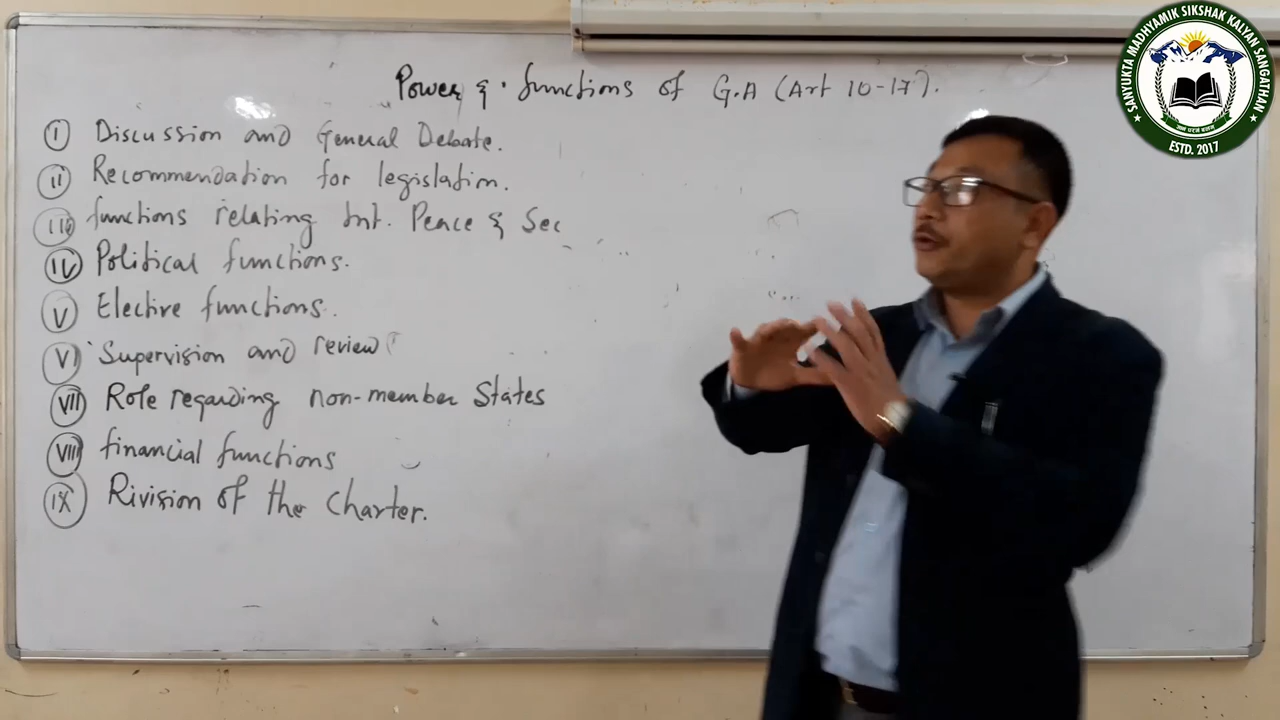 Power & functions of G.A (Art 10-17).
I Discussion and General Debate.
II Recommendation for legislation.
III functions relating Int. Peace & Sec
IV Political functions.
V Elective functions.
VI Supervision and review
VII Role regarding non-member States
VIII financial functions
IX Rivision of the Charter.
SANYUKTA MADHYAMIK SIKSHAK KALYAN SANGATHAN
ESTD. 2017